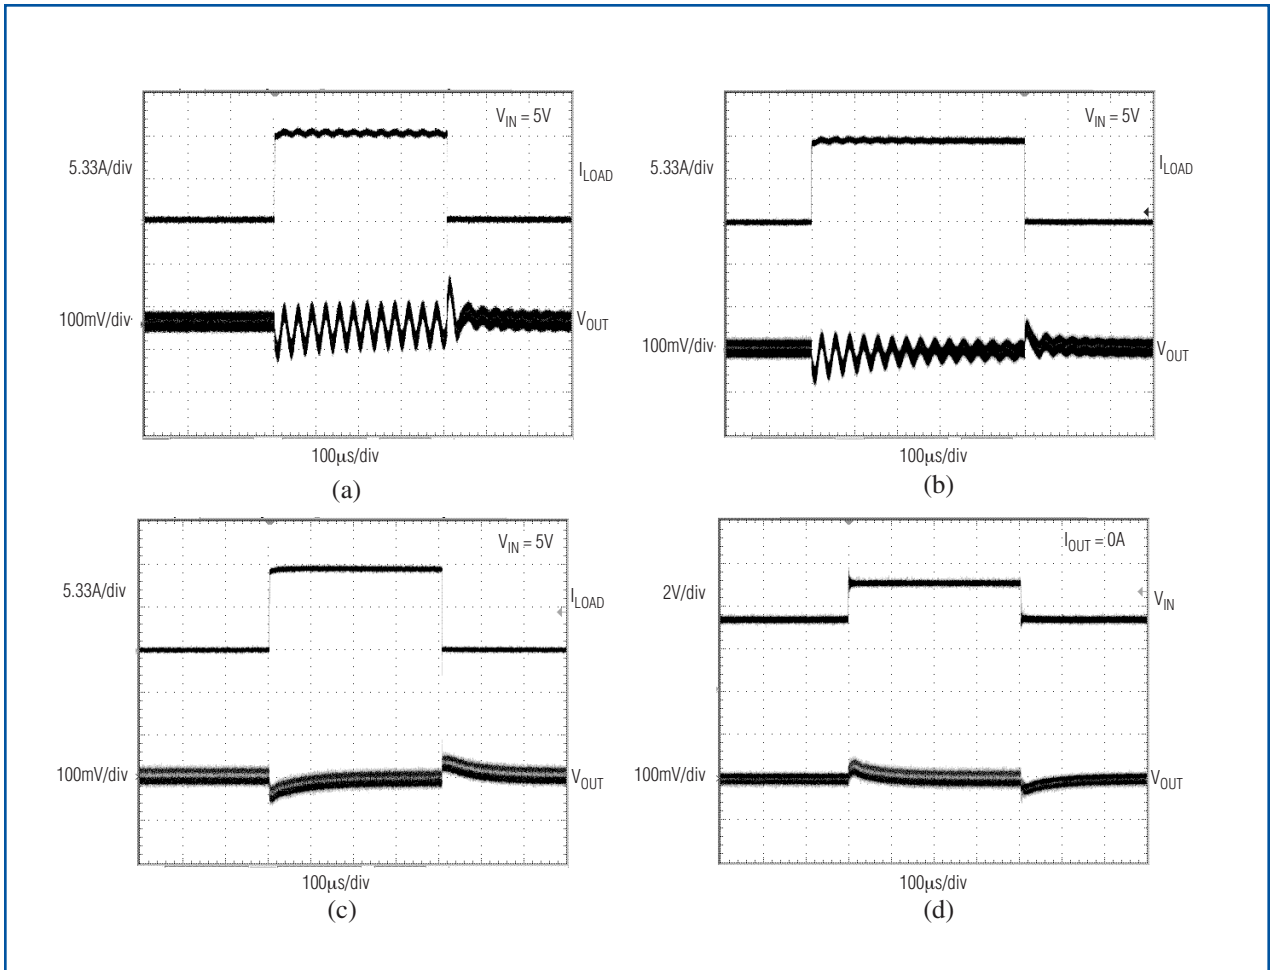 V_IN = 5V
5.33A/div
I_LOAD
100mV/div
V_OUT
100μs/div
(a)
V_IN = 5V
5.33A/div
I_LOAD
100mV/div
V_OUT
100μs/div
(b)
V_IN = 5V
5.33A/div
I_LOAD
100mV/div
V_OUT
100μs/div
(c)
I_OUT = 0A
2V/div
V_IN
100mV/div
V_OUT
100μs/div
(d)